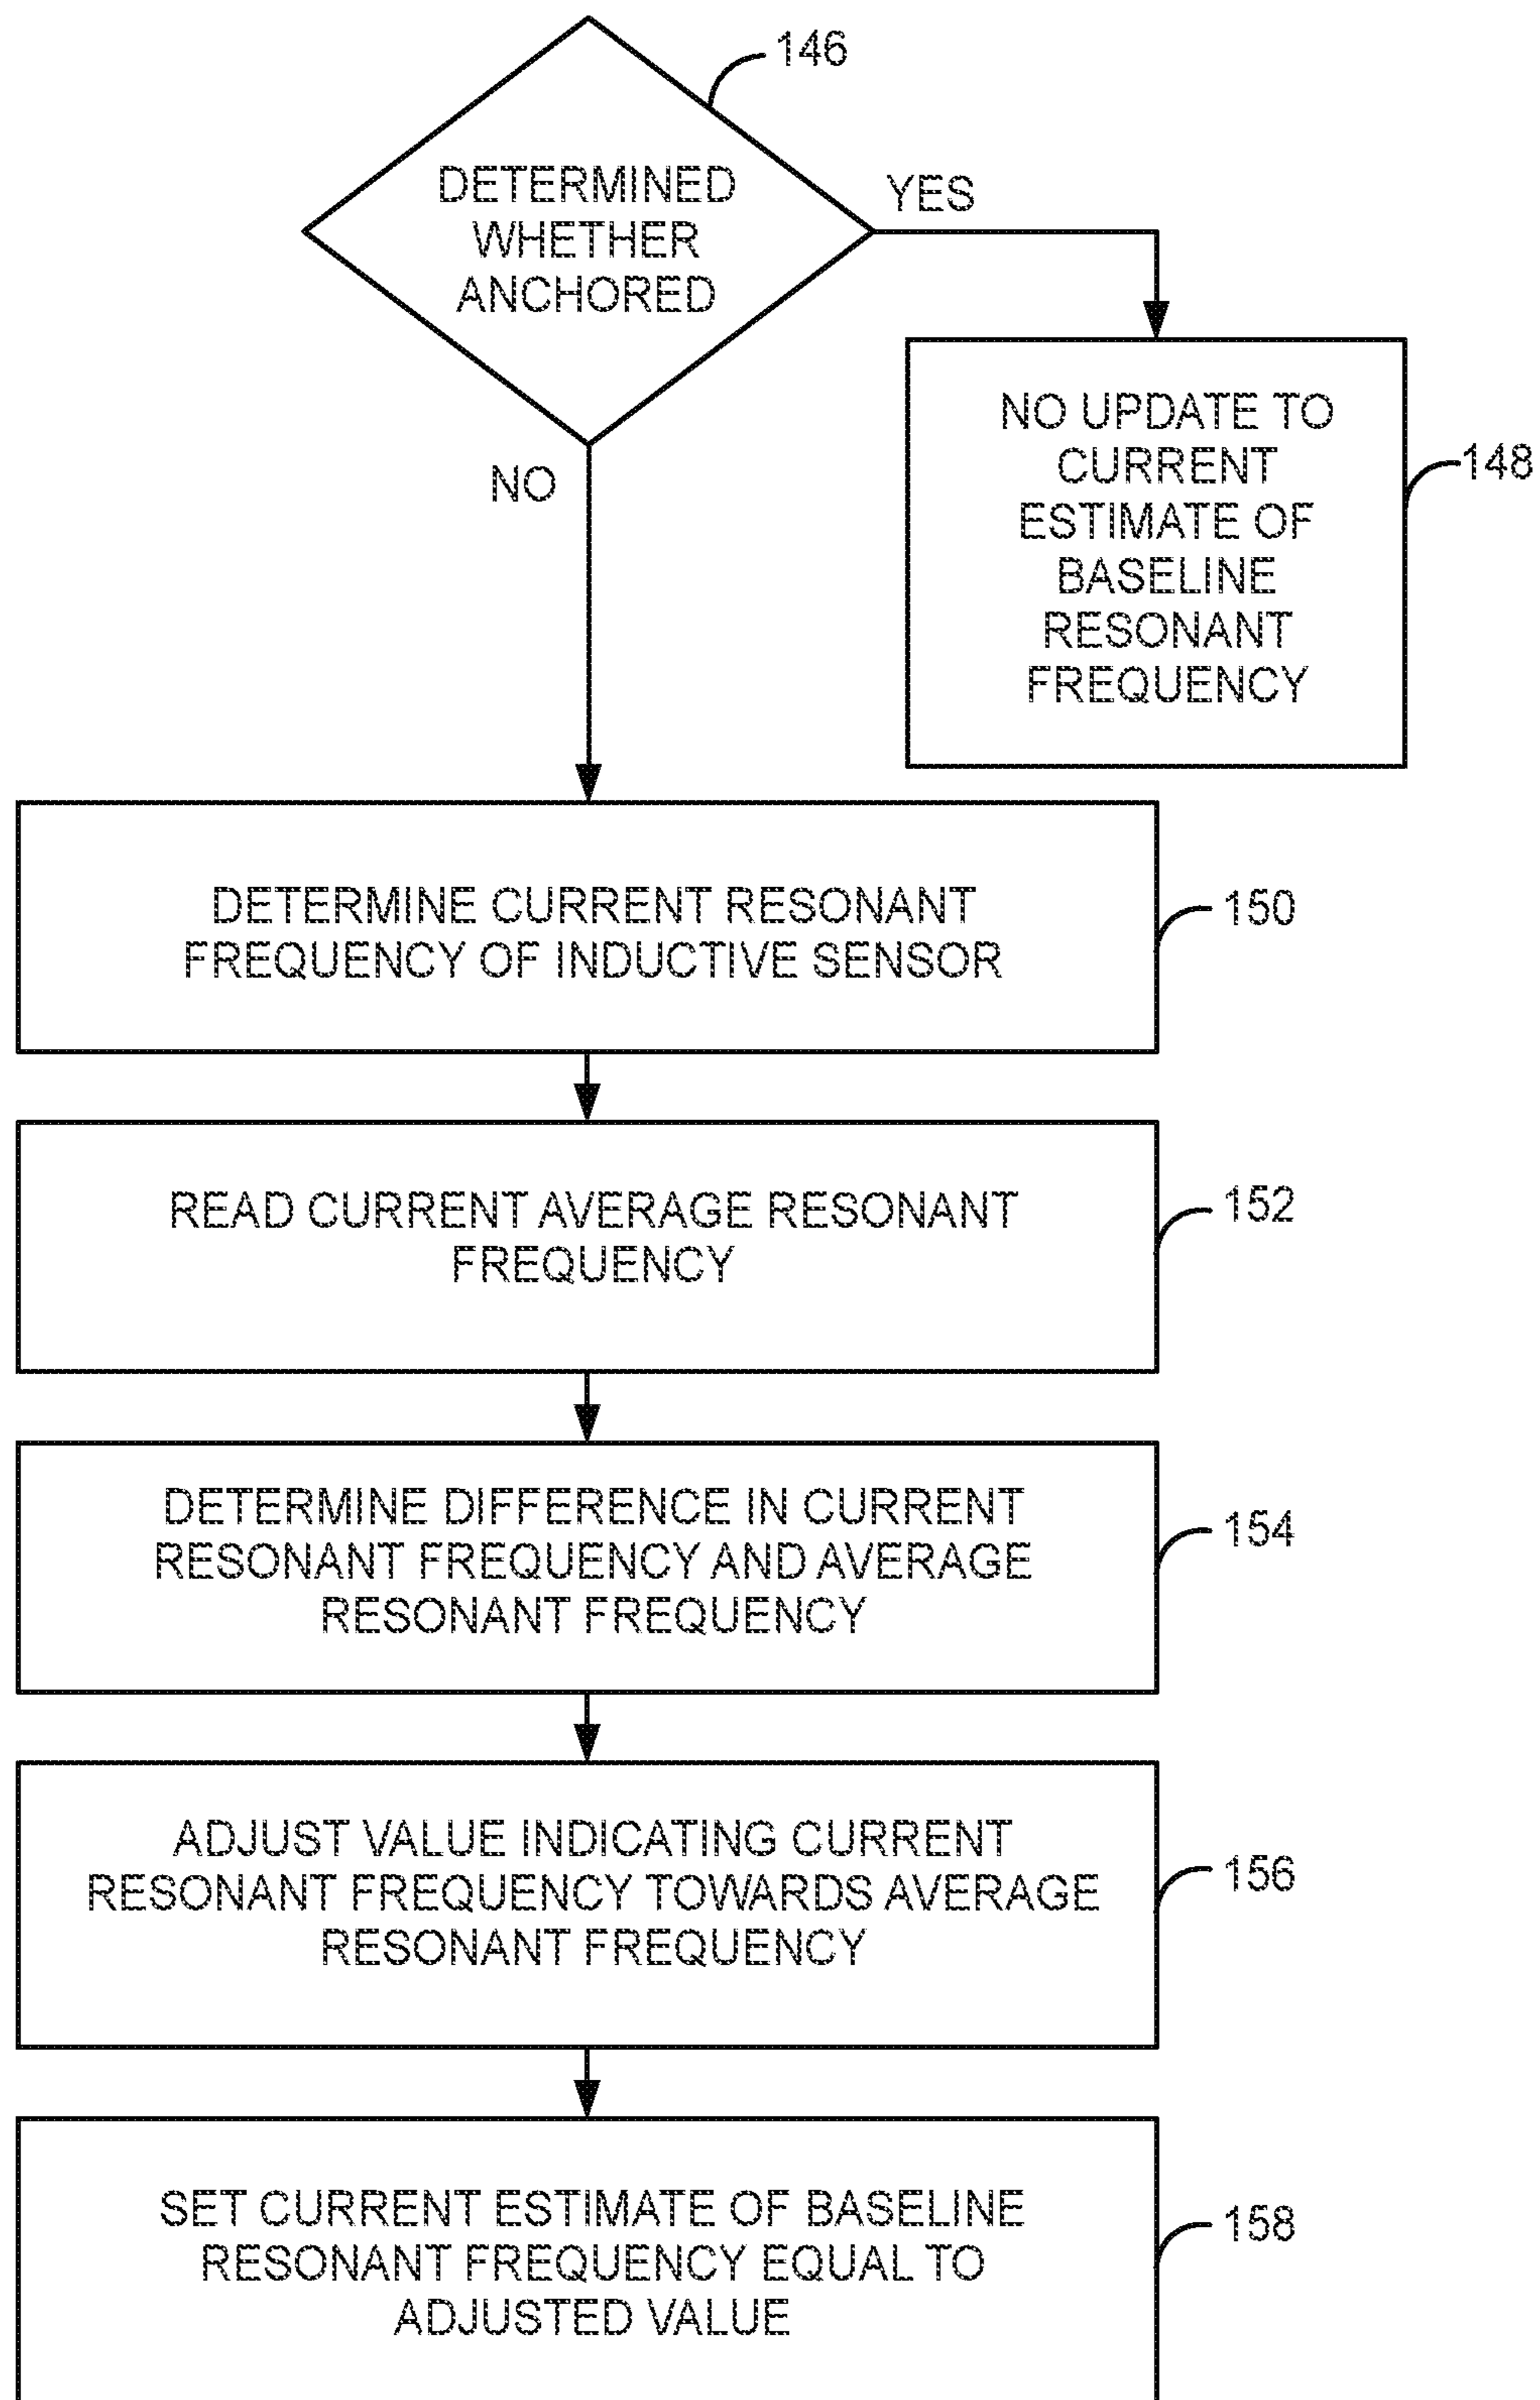 146
DETERMINED
WHETHER
ANCHORED
YES
NO
NO UPDATE TO
CURRENT
ESTIMATE OF
BASELINE
RESONANT
FREQUENCY
148
DETERMINE CURRENT RESONANT
FREQUENCY OF INDUCTIVE SENSOR
150
READ CURRENT AVERAGE RESONANT
FREQUENCY
152
DETERMINE DIFFERENCE IN CURRENT
RESONANT FREQUENCY AND AVERAGE
RESONANT FREQUENCY
154
ADJUST VALUE INDICATING CURRENT
RESONANT FREQUENCY TOWARDS AVERAGE
RESONANT FREQUENCY
156
SET CURRENT ESTIMATE OF BASELINE
RESONANT FREQUENCY EQUAL TO
ADJUSTED VALUE
158